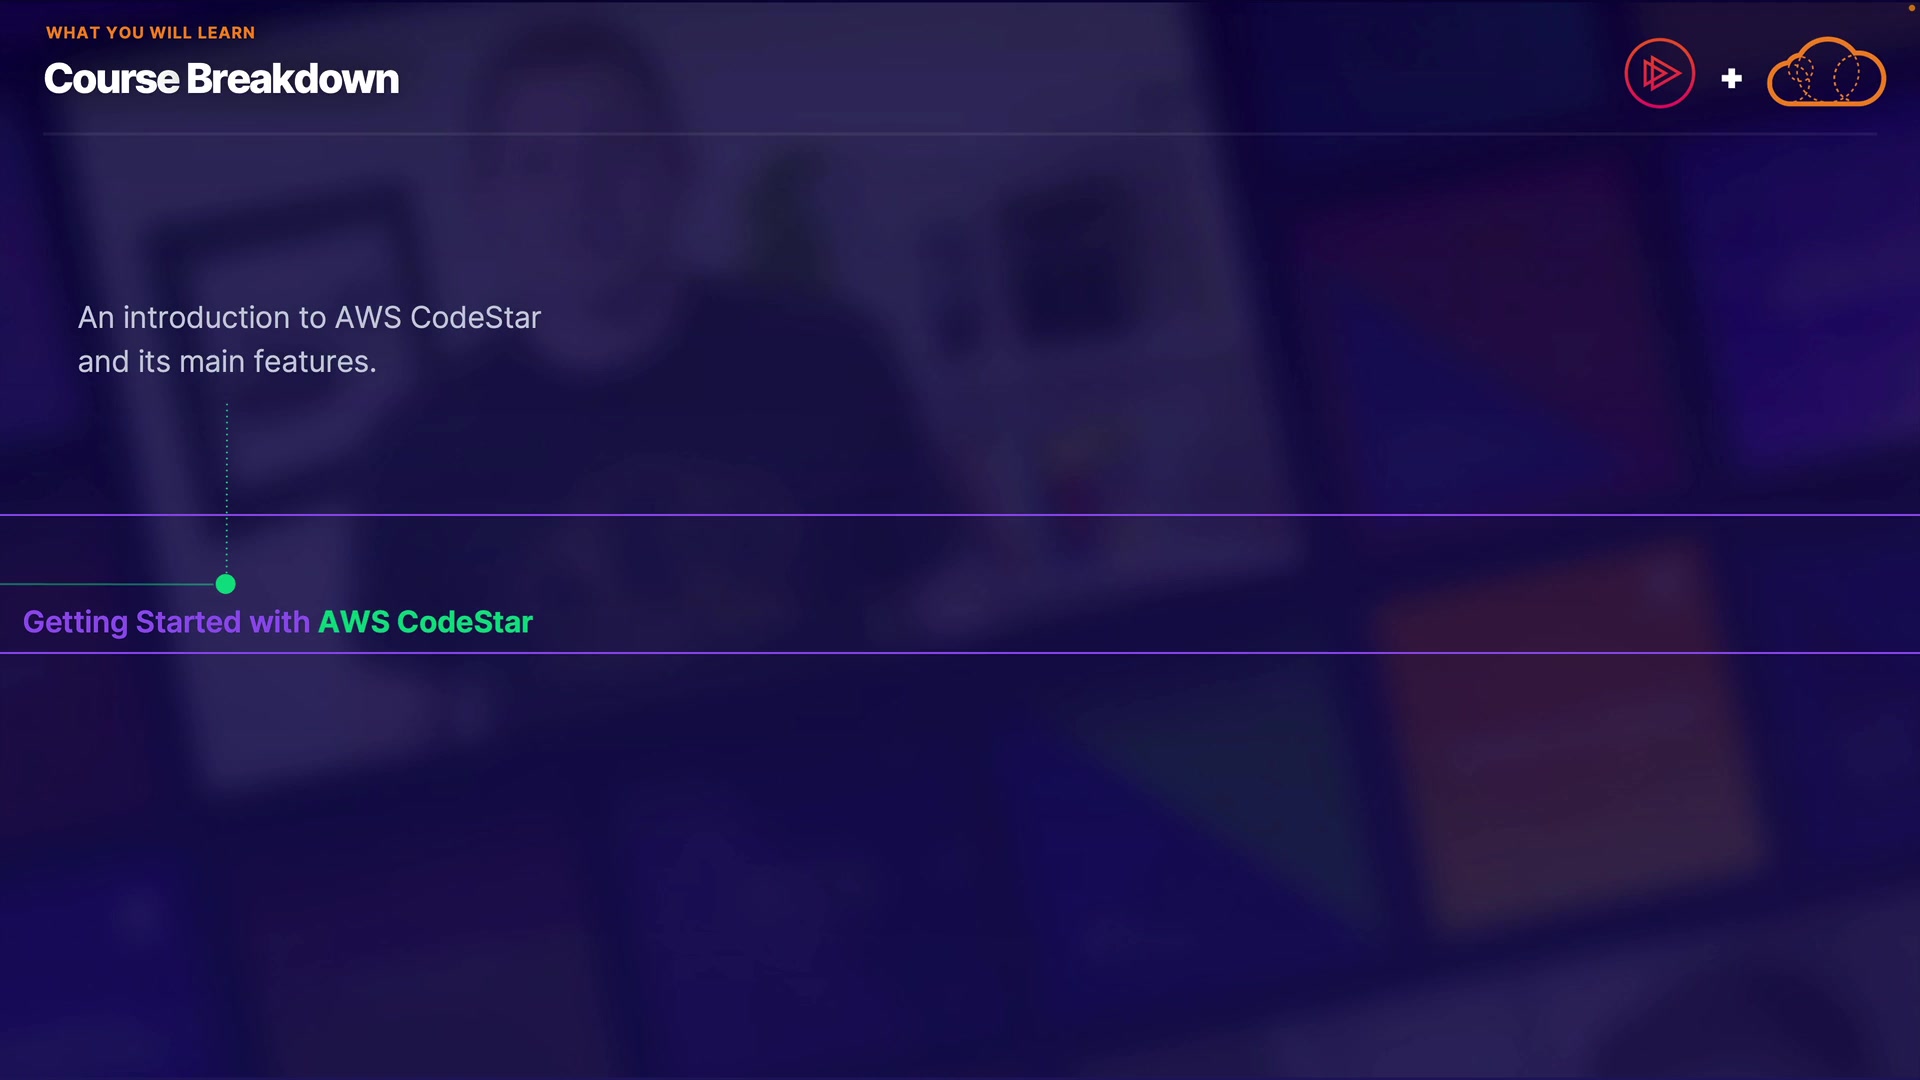 WHAT YOU WILL LEARN
Course Breakdown
An introduction to AWS CodeStar
and its main features.
Getting Started with AWS CodeStar